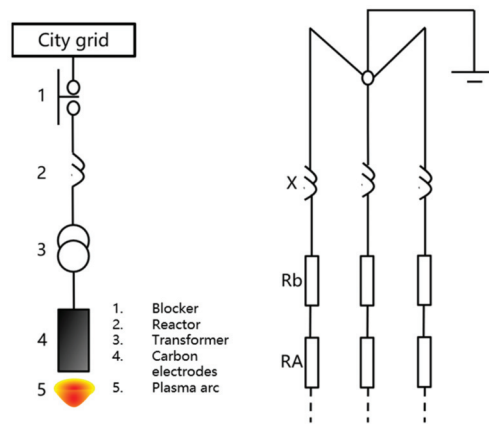 City grid
1
2
3
4
5
1. Blocker
2. Reactor
3. Transformer
4. Carbon
electrodes
5. Plasma arc
X
Rb
RA